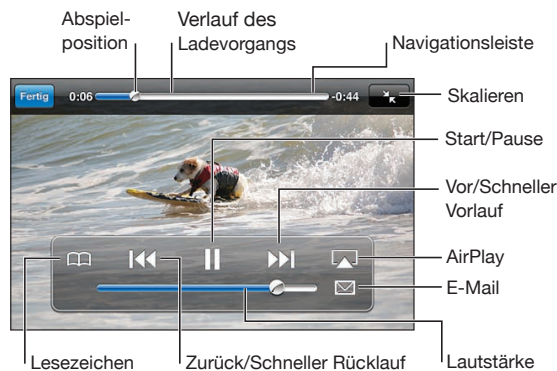 Abspiel-
position
Verlauf des
Ladevorgangs
Navigationsleiste
Fertig 0:06 -0:44
Skalieren
Start/Pause
Vor/Schneller
Vorlauf
AirPlay
E-Mail
Lesezeichen Zurück/Schneller Rücklauf Lautstärke